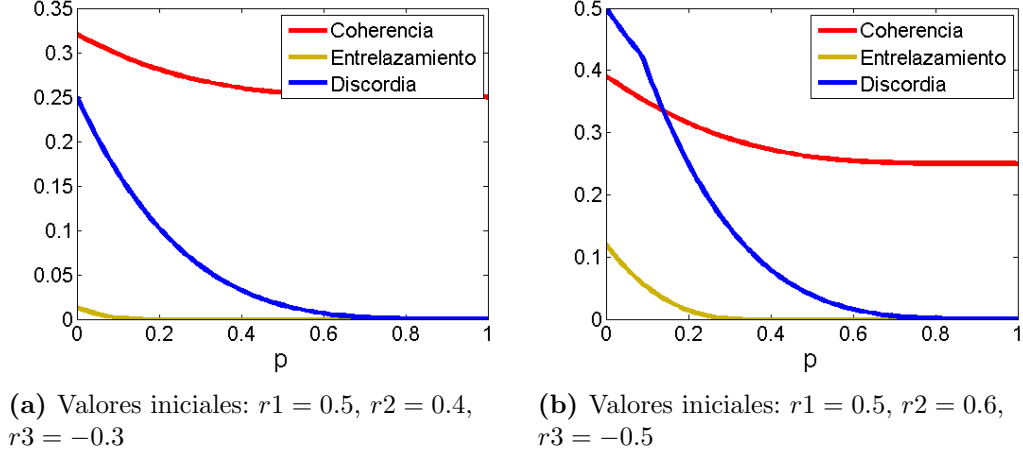 0.35
0.3
0.25
0.2
0.15
0.1
0.05
0
0 0.2 0.4 0.6 0.8 1
p
Coherencia
Entrelazamiento
Discordia
(a) Valores iniciales: r1 = 0.5, r2 = 0.4,
r3 = −0.3
0.5
0.4
0.3
0.2
0.1
0
0 0.2 0.4 0.6 0.8 1
p
Coherencia
Entrelazamiento
Discordia
(b) Valores iniciales: r1 = 0.5, r2 = 0.6,
r3 = −0.5